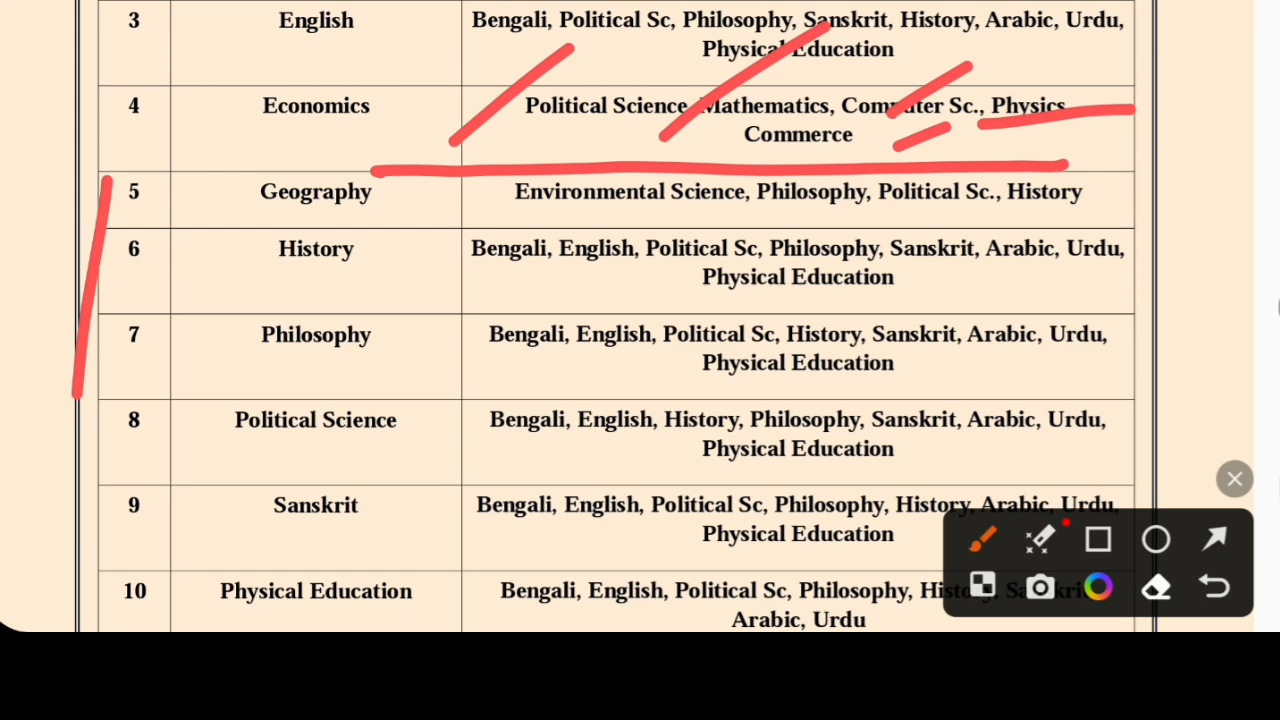 3 English Bengali, Political Sc, Philosophy, Sanskrit, History, Arabic, Urdu,
Physical Education
4 Economics Political Science, Mathematics, Computer Sc., Physics
Commerce
5 Geography Environmental Science, Philosophy, Political Sc., History
6 History Bengali, English, Political Sc, Philosophy, Sanskrit, Arabic, Urdu,
Physical Education
7 Philosophy Bengali, English, Political Sc, History, Sanskrit, Arabic, Urdu,
Physical Education
8 Political Science Bengali, English, History, Philosophy, Sanskrit, Arabic, Urdu,
Physical Education
9 Sanskrit Bengali, English, Political Sc, Philosophy, History, Arabic, Urdu,
Physical Education
10 Physical Education Bengali, English, Political Sc, Philosophy, History, Sanskrit,
Arabic, Urdu